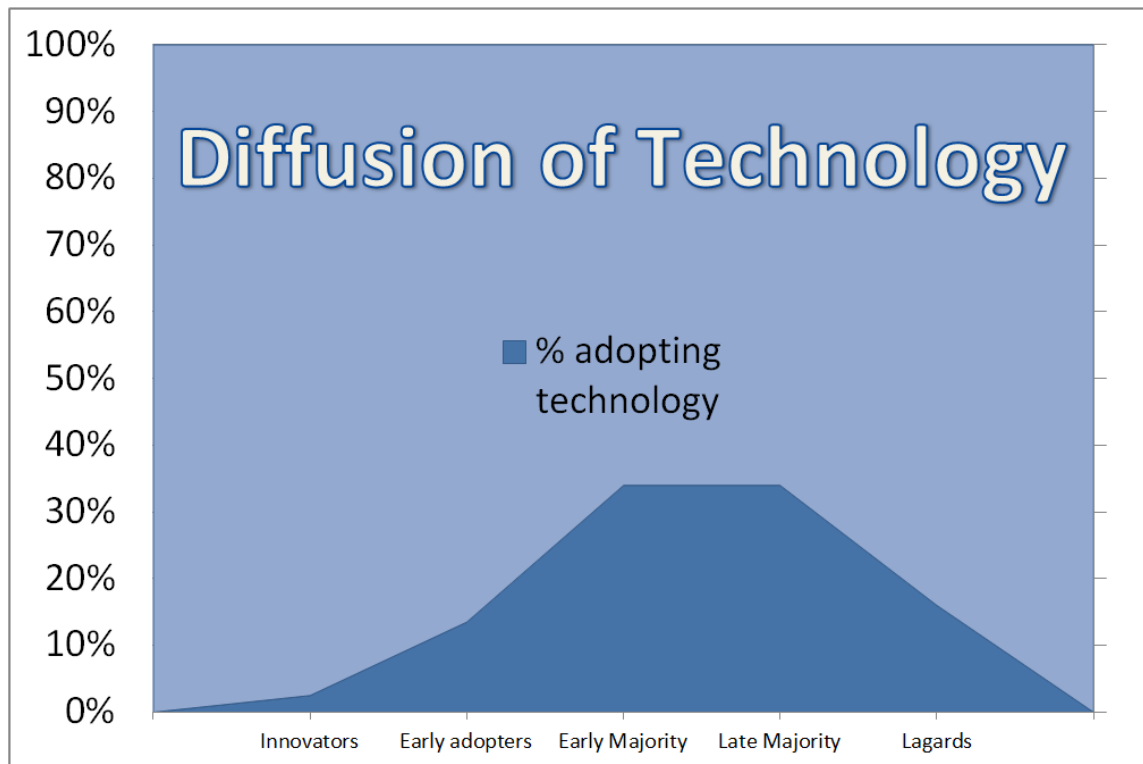 100%
90%
Diffusion of Technology
80%
70%
60%
% adopting
technology
50%
40%
30%
20%
10%
0%
Innovators Early adopters Early Majority Late Majority Lagards